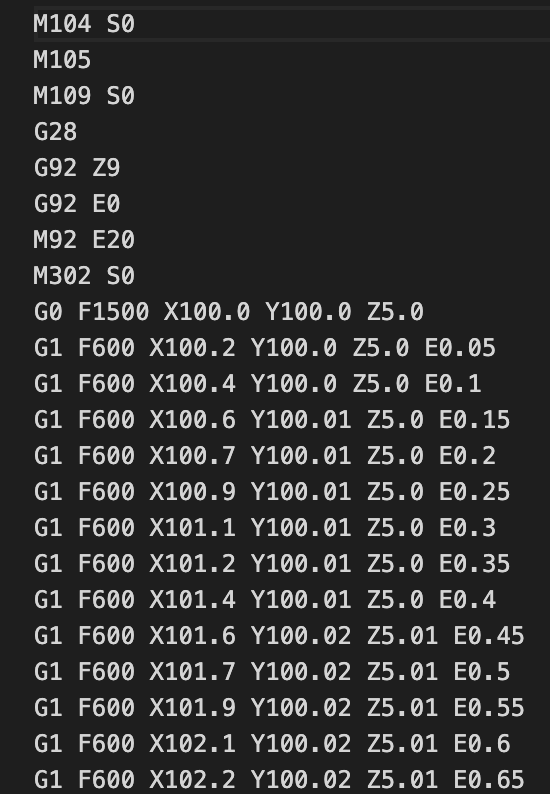 M104 S0
M105
M109 S0
G28
G92 Z9
G92 E0
M92 E20
M302 S0
G0 F1500 X100.0 Y100.0 Z5.0
G1 F600 X100.2 Y100.0 Z5.0 E0.05
G1 F600 X100.4 Y100.0 Z5.0 E0.1
G1 F600 X100.6 Y100.01 Z5.0 E0.15
G1 F600 X100.7 Y100.01 Z5.0 E0.2
G1 F600 X100.9 Y100.01 Z5.0 E0.25
G1 F600 X101.1 Y100.01 Z5.0 E0.3
G1 F600 X101.2 Y100.01 Z5.0 E0.35
G1 F600 X101.4 Y100.01 Z5.0 E0.4
G1 F600 X101.6 Y100.02 Z5.01 E0.45
G1 F600 X101.7 Y100.02 Z5.01 E0.5
G1 F600 X101.9 Y100.02 Z5.01 E0.55
G1 F600 X102.1 Y100.02 Z5.01 E0.6
G1 F600 X102.2 Y100.02 Z5.01 E0.65